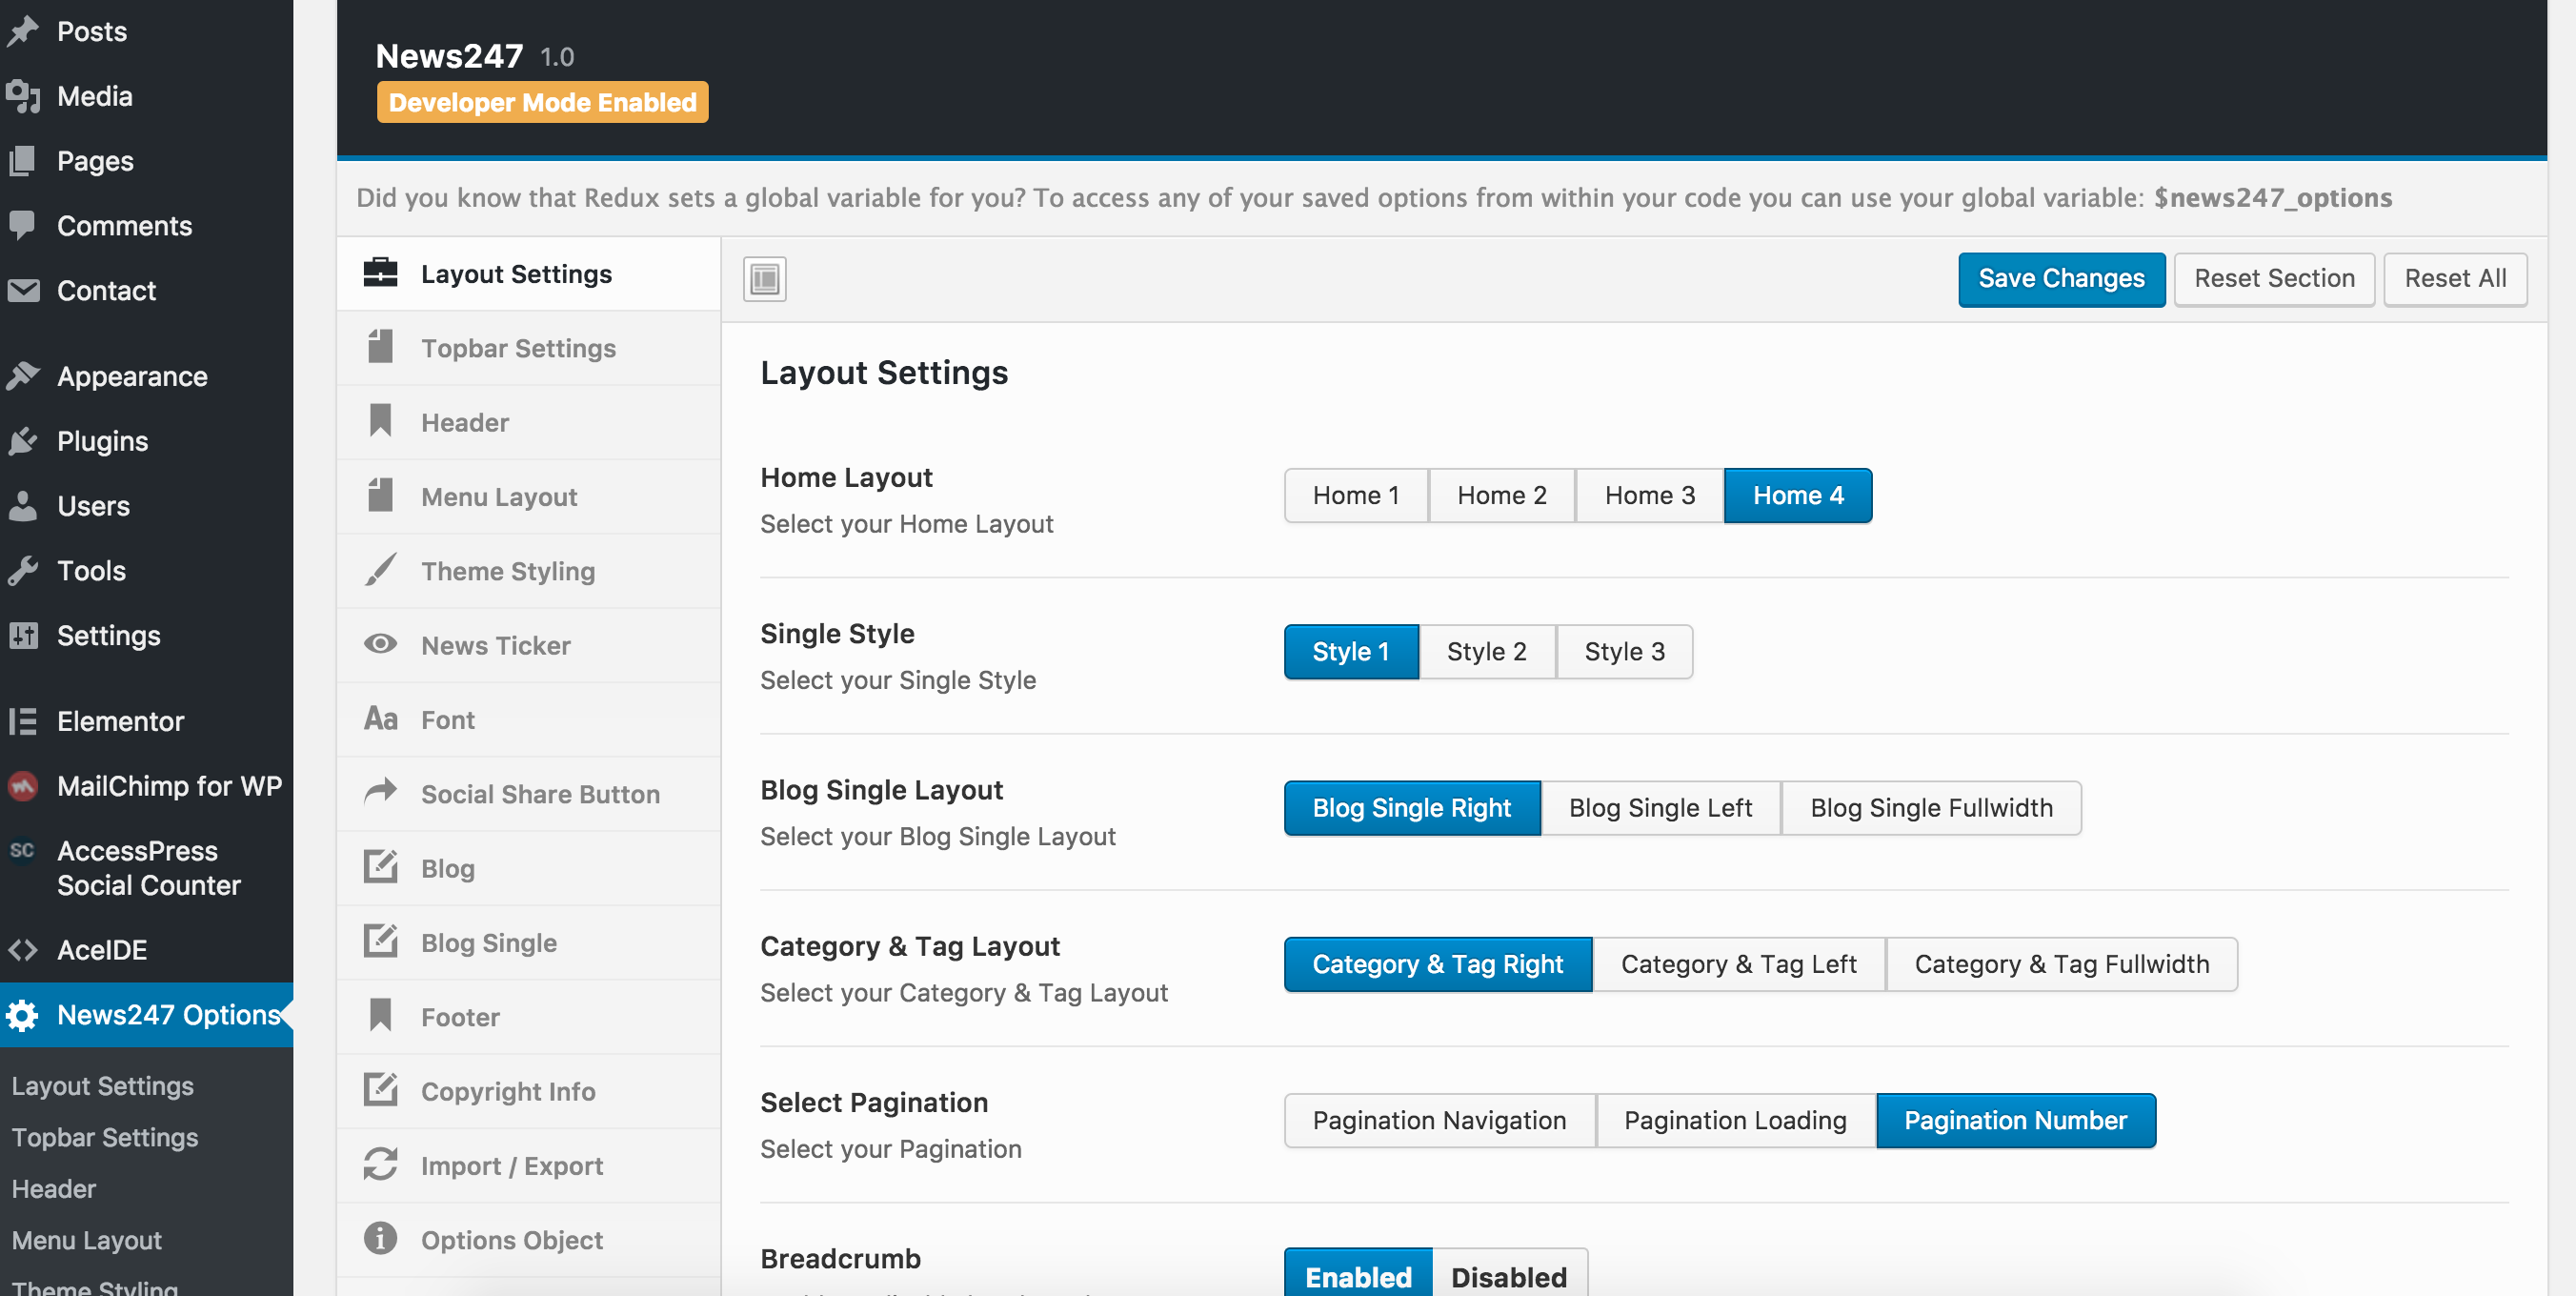 Posts
Media
Pages
Comments
Contact
Appearance
Plugins
Users
Tools
Settings
Elementor
MailChimp for WP
SC AccessPress
Social Counter
AceIDE
News247 Options
Layout Settings
Topbar Settings
Header
Menu Layout
Theme Styling
News247 1.0
Developer Mode Enabled
Did you know that Redux sets a global variable for you? To access any of your saved options from within your code you can use your global variable: $news247_options
Layout Settings
Topbar Settings
Header
Menu Layout
Theme Styling
News Ticker
Aa Font
Social Share Button
Blog
Blog Single
Footer
Copyright Info
Import / Export
Options Object
Save Changes Reset Section Reset All
Layout Settings
Home Layout
Select your Home Layout
Home 1 Home 2 Home 3 Home 4
Single Style
Select your Single Style
Style 1 Style 2 Style 3
Blog Single Layout
Select your Blog Single Layout
Blog Single Right Blog Single Left Blog Single Fullwidth
Category & Tag Layout
Select your Category & Tag Layout
Category & Tag Right Category & Tag Left Category & Tag Fullwidth
Select Pagination
Select your Pagination
Pagination Navigation Pagination Loading Pagination Number
Breadcrumb
Enabled Disabled